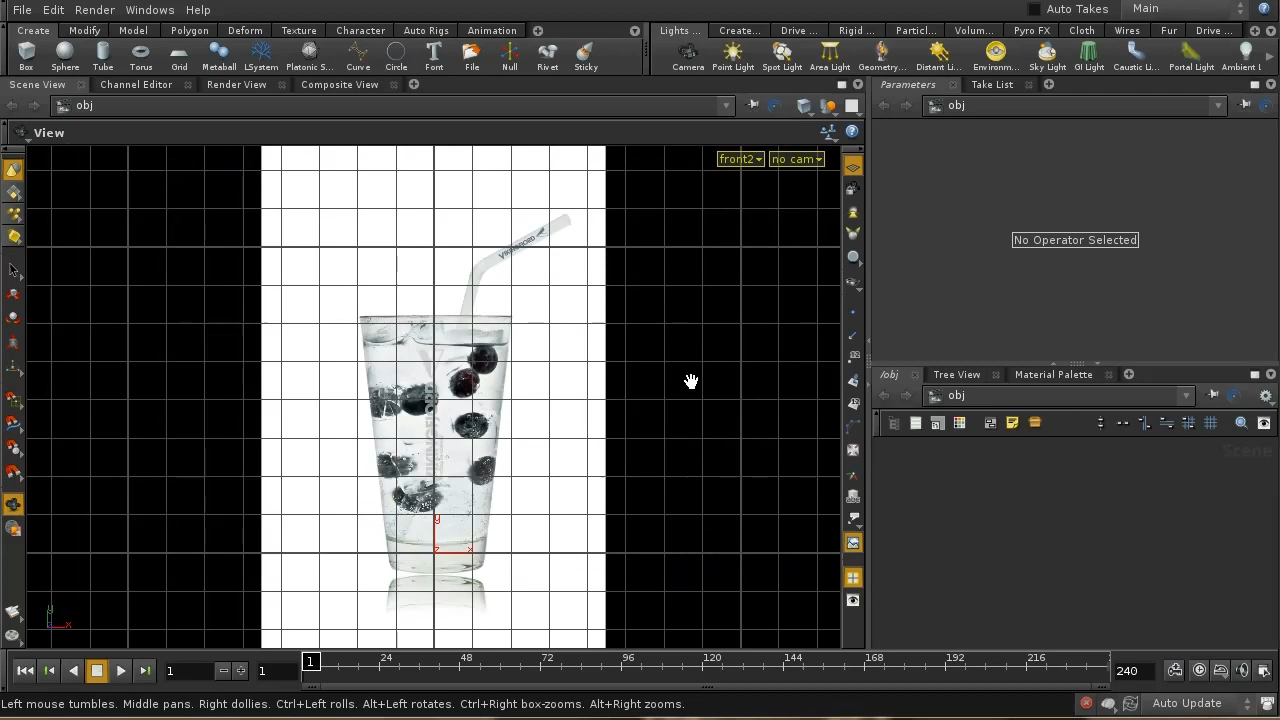 File Edit Render Windows Help
Auto Takes Main
Create Modify Model Polygon Deform Texture Character Auto Rigs Animation
Lights ... Create... Drive ... Rigid ... Particl... Volum... Pyro FX Cloth Wires Fur Drive ...
Box Sphere Tube Torus Grid Metaball LSystem Platonic S... Curve Circle Font File Null Rivet Sticky
Camera Point Light Spot Light Area Light Geometry... Distant Li... Environm... Sky Light GI Light Caustic Li... Portal Light Ambient L
Scene View Channel Editor Render View Composite View
Parameters Take List
obj
obj
View
front2 no cam
No Operator Selected
VIKINGFJORD
VIKINGFJORD
y
z x
y
x
/obj Tree View Material Palette
obj
Scene
1 1 1 24 48 72 96 120 144 168 192 216 240
Left mouse tumbles. Middle pans. Right dollies. Ctrl+Left rolls. Alt+Left rotates. Ctrl+Right box-zooms. Alt+Right zooms.
Auto Update